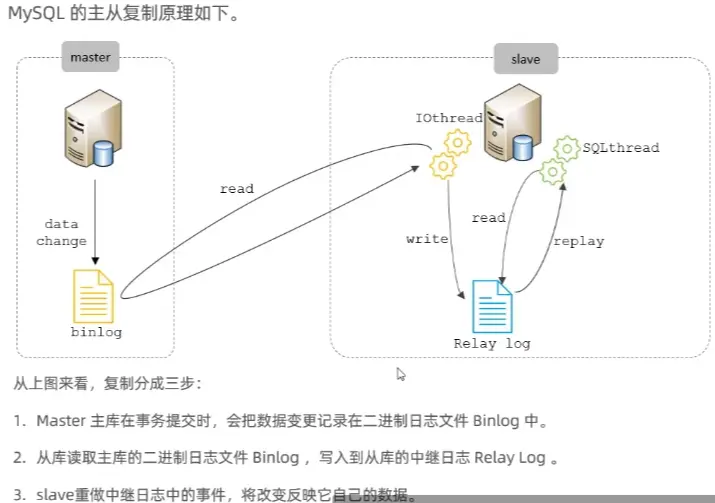 MySQL 的主从复制原理如下。
master
slave
IOthread
SQLthread
read
data
change
write
read
replay
binlog
Relay log
从上图来看，复制分成三步：
1. Master 主库在事务提交时，会把数据变更记录在二进制日志文件 Binlog 中。
2. 从库读取主库的二进制日志文件 Binlog ，写入到从库的中继日志 Relay Log 。
3. slave重做中继日志中的事件，将改变反映它自己的数据。